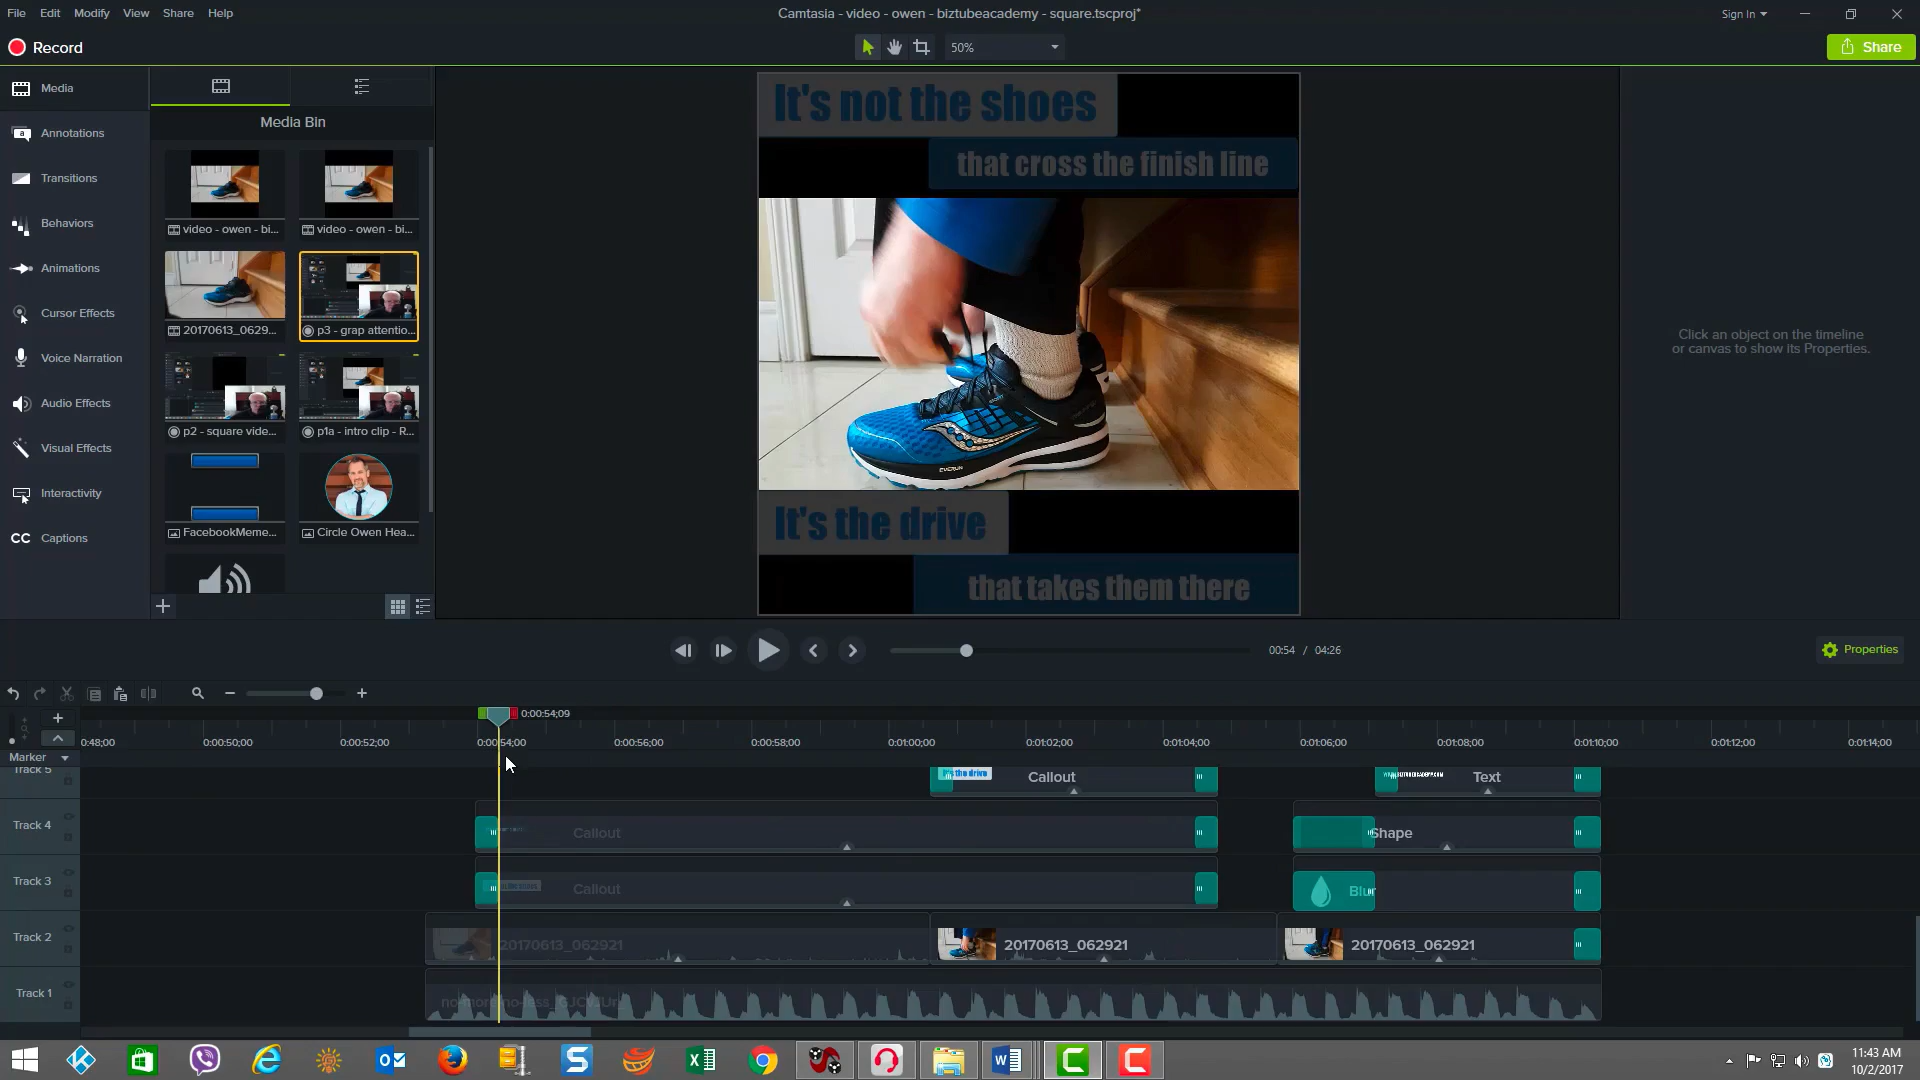 File Edit Modify View Share Help
Camtasia - video - owen - biztubeacademy - square.tscproj*
Sign In
Record
50%
Share
Media
Annotations
Transitions
Behaviors
Animations
Cursor Effects
Voice Narration
Audio Effects
Visual Effects
Interactivity
CC Captions
Media Bin
video - owen - bi...
video - owen - bi...
20170613_0629...
p3 - grap attentio...
p2 - square vide...
p1a - intro clip - R...
FacebookMeme...
Circle Owen Hea...
It's not the shoes
that cross the finish line
EVERUN
It's the drive
that takes them there
Click an object on the timeline
or canvas to show its Properties.
00:54 / 04:26
Properties
0:00:54;09
0:48;00 0:00:50;00 0:00:52;00 0:00:54;00 0:00:56;00 0:00:58;00 0:01:00;00 0:01:02;00 0:01:04;00 0:01:06;00 0:01:08;00 0:01:10;00 0:01:12;00 0:01:14;00
Marker
Track 5
It's the drive
Callout
Text
Track 4
Callout
Shape
Track 3
Callout
Blur
Track 2
20170613_062921
20170613_062921
20170613_062921
Track 1
11:43 AM
10/2/2017